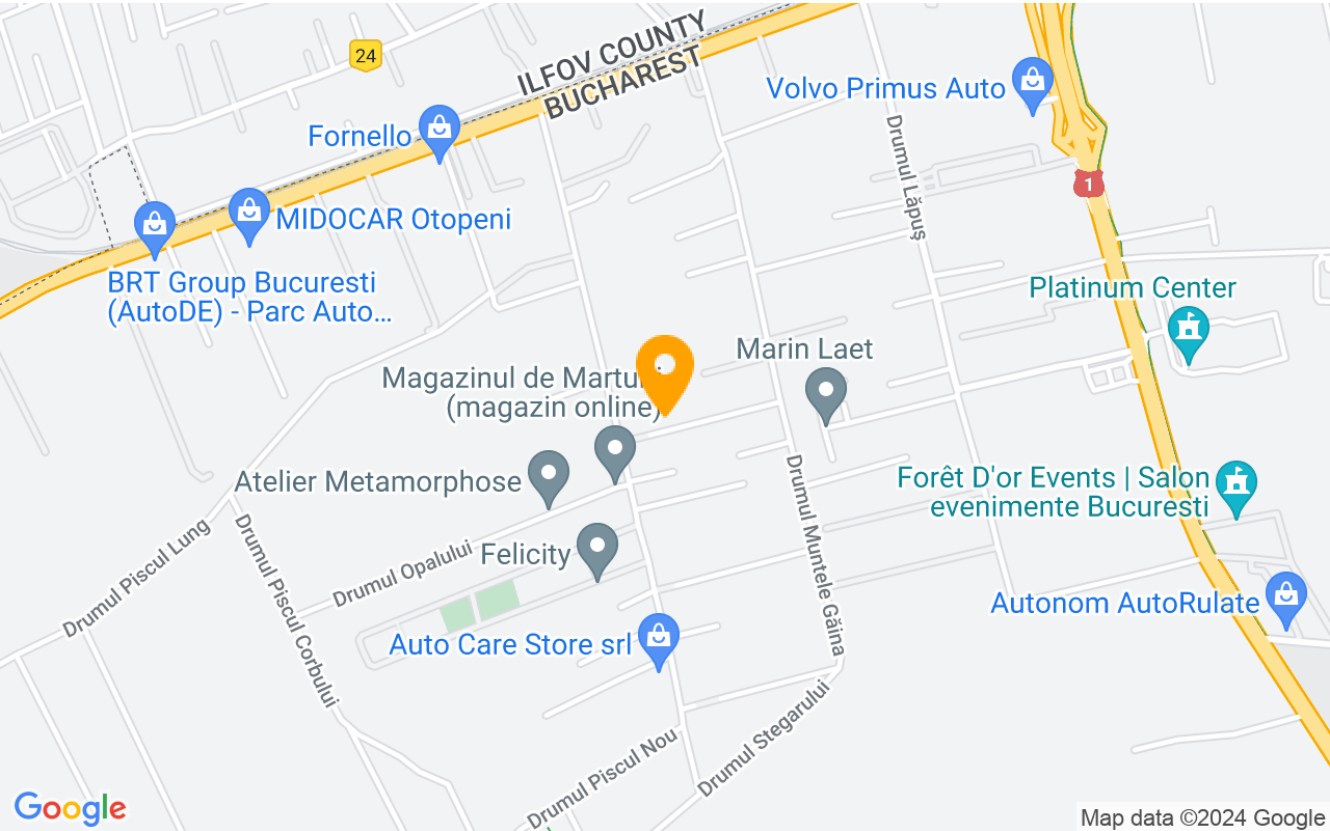 ILFOV COUNTY
BUCHAREST
24
Volvo Primus Auto
Fornello
Drumul Lăpuș
1
MIDOCAR Otopeni
BRT Group Bucuresti
(AutoDE) - Parc Auto...
Platinum Center
Marin Laet
Magazinul de
(magazin online)
Atelier Metamorphose
Forêt D'or Events | Salon
evenimente Bucuresti
Drumul Muntele Găina
Drumul Piscul Lung
Drumul Opalului
Felicity
Drumul Piscul Corbului
Autonom AutoRulate
Auto Care Store srl
Drumul Stegarului
Drumul Piscul Nou
Google
Map data ©2024 Google